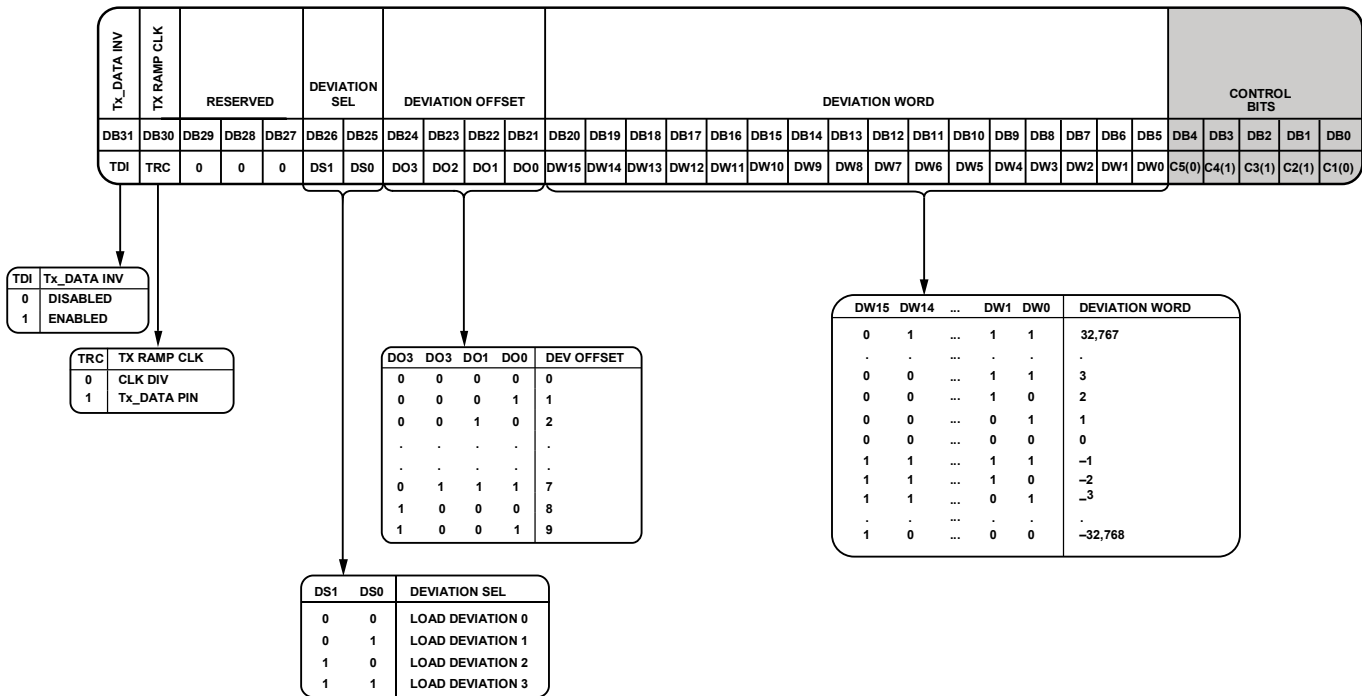 Tx_DATA INV
TX RAMP CLK
RESERVED
DEVIATION
SEL
DEVIATION OFFSET
DEVIATION WORD
CONTROL
BITS
DB31 DB30 DB29 DB28 DB27 DB26 DB25 DB24 DB23 DB22 DB21 DB20 DB19 DB18 DB17 DB16 DB15 DB14 DB13 DB12 DB11 DB10 DB9 DB8 DB7 DB6 DB5 DB4 DB3 DB2 DB1 DB0
TDI TRC 0 0 0 DS1 DS0 DO3 DO2 DO1 DO0 DW15 DW14 DW13 DW12 DW11 DW10 DW9 DW8 DW7 DW6 DW5 DW4 DW3 DW2 DW1 DW0 C5(0) C4(1) C3(1) C2(1) C1(0)
TDI Tx_DATA INV
0 DISABLED
1 ENABLED
TRC TX RAMP CLK
0 CLK DIV
1 Tx_DATA PIN
DO3 DO3 DO1 DO0 DEV OFFSET
0 0 0 0 0
0 0 0 1 1
0 0 1 0 2
. . . . .
. . . . .
0 1 1 1 7
1 0 0 0 8
1 0 0 1 9
DS1 DS0 DEVIATION SEL
0 0 LOAD DEVIATION 0
0 1 LOAD DEVIATION 1
1 0 LOAD DEVIATION 2
1 1 LOAD DEVIATION 3
DW15 DW14 ... DW1 DW0 DEVIATION WORD
0 1 ... 1 1 32,767
. . ... . . .
0 0 ... 1 1 3
0 0 ... 1 0 2
0 0 ... 0 1 1
0 0 ... 0 0 0
1 1 ... 1 1 –1
1 1 ... 1 0 –2
1 1 ... 0 1 –3
. . ... . . .
1 0 ... 0 0 –32,768